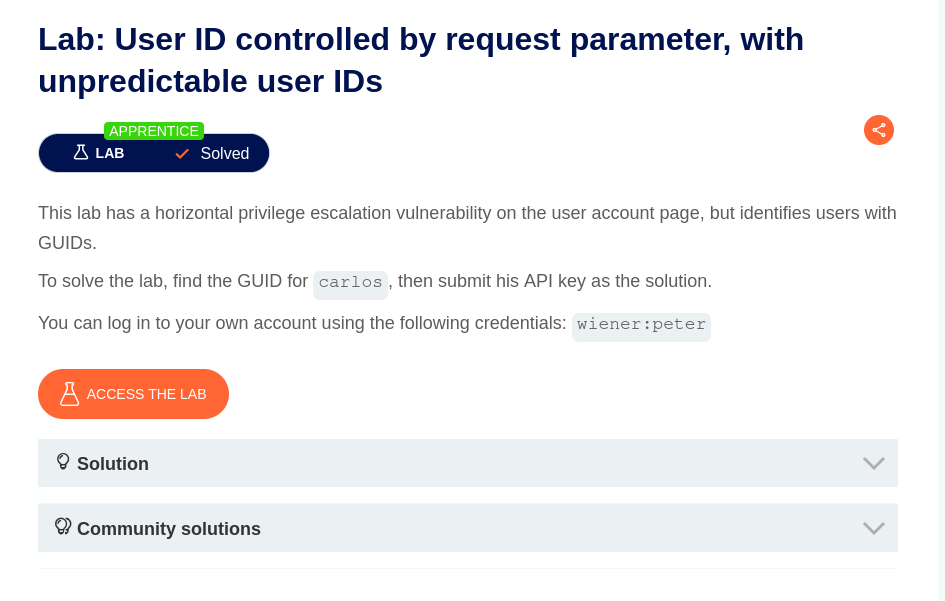 Lab: User ID controlled by request parameter, with
unpredictable user IDs
APPRENTICE
LAB Solved
This lab has a horizontal privilege escalation vulnerability on the user account page, but identifies users with
GUIDs.
To solve the lab, find the GUID for carlos, then submit his API key as the solution.
You can log in to your own account using the following credentials: wiener:peter
ACCESS THE LAB
Solution
Community solutions